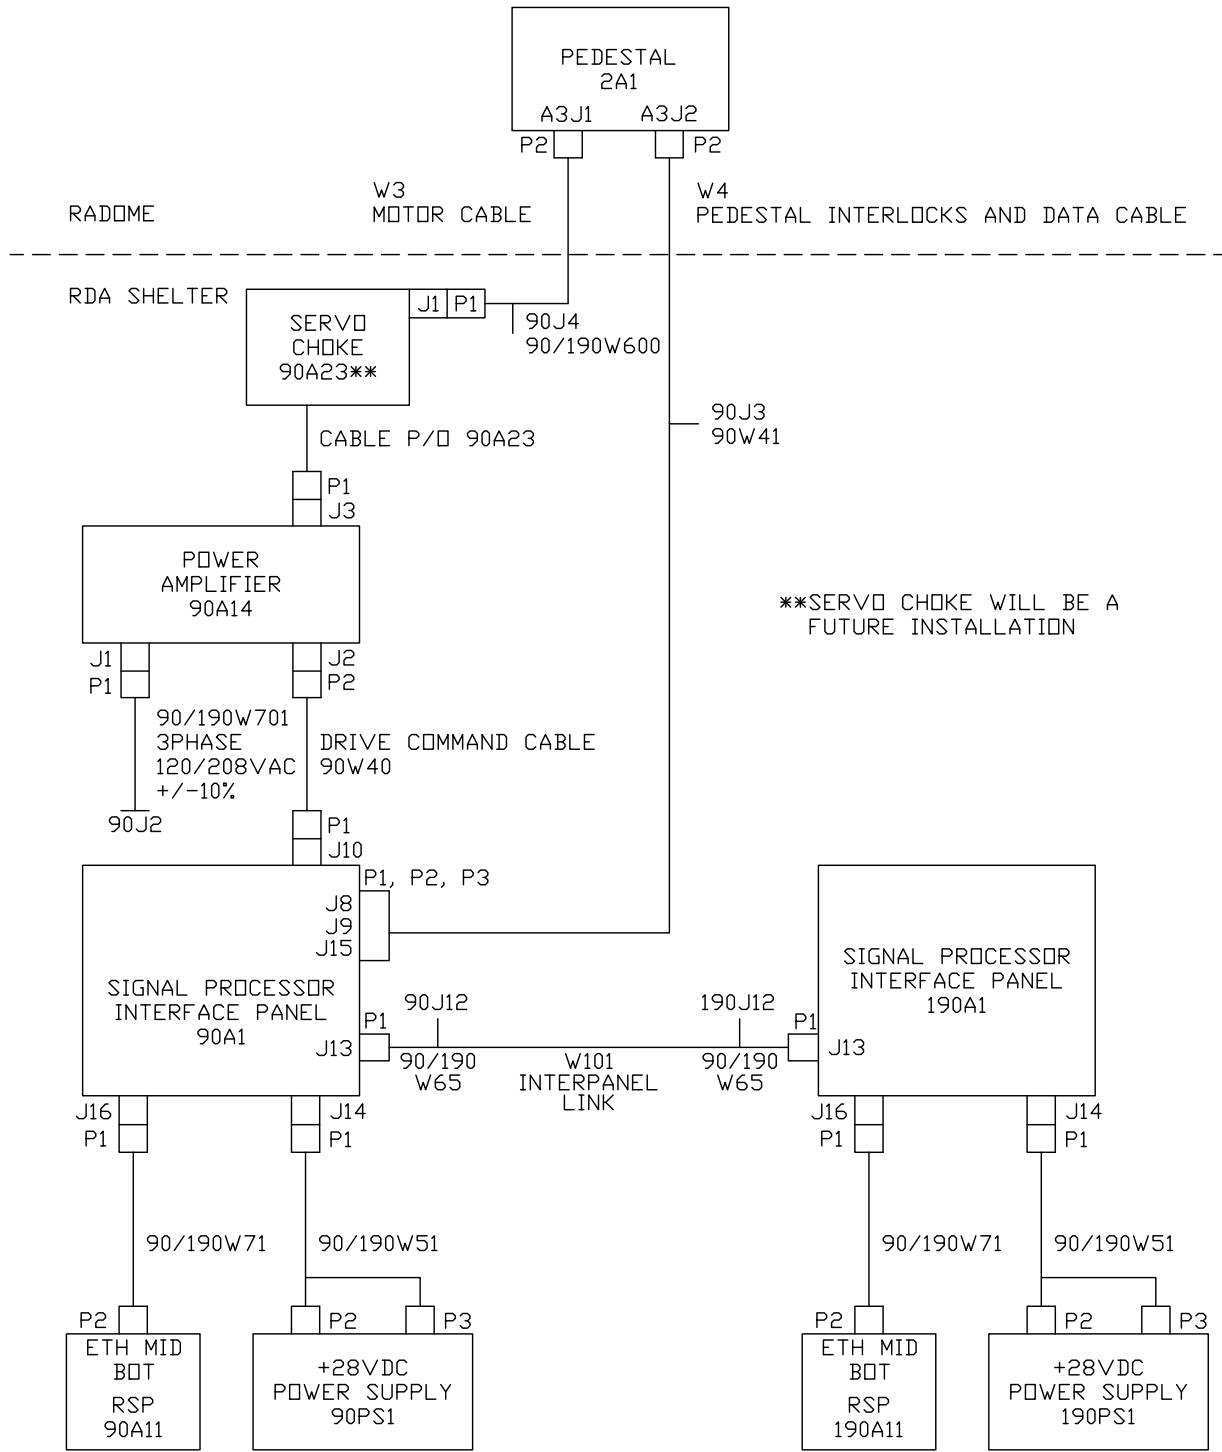 PEDESTAL
2A1
A3J1 A3J2
P2 P2
W3
MOTOR CABLE
W4
PEDESTAL INTERLOCKS AND DATA CABLE
RADOME
RDA SHELTER
J1 P1
SERVO
CHOKE
90A23**
90J4
90/190W600
90J3
90W41
CABLE P/O 90A23
P1
J3
POWER
AMPLIFIER
90A14
**SERVO CHOKE WILL BE A
FUTURE INSTALLATION
J1
P1
J2
P2
90/190W701
3PHASE
120/208VAC
+/-10%
90J2
DRIVE COMMAND CABLE
90W40
P1
J10
P1, P2, P3
J8
J9
J15
SIGNAL PROCESSOR
INTERFACE PANEL
90A1
P1
J13
90J12
90/190
W65
W101
INTERPANEL
LINK
190J12
90/190
W65
P1
J13
SIGNAL PROCESSOR
INTERFACE PANEL
190A1
J16
P1
J14
P1
J16
P1
J14
P1
90/190W71
90/190W51
90/190W71
90/190W51
P2
P2
P3
P2
P2
P3
ETH MID
BOT
RSP
90A11
+28VDC
POWER SUPPLY
90PS1
ETH MID
BOT
RSP
190A11
+28VDC
POWER SUPPLY
190PS1